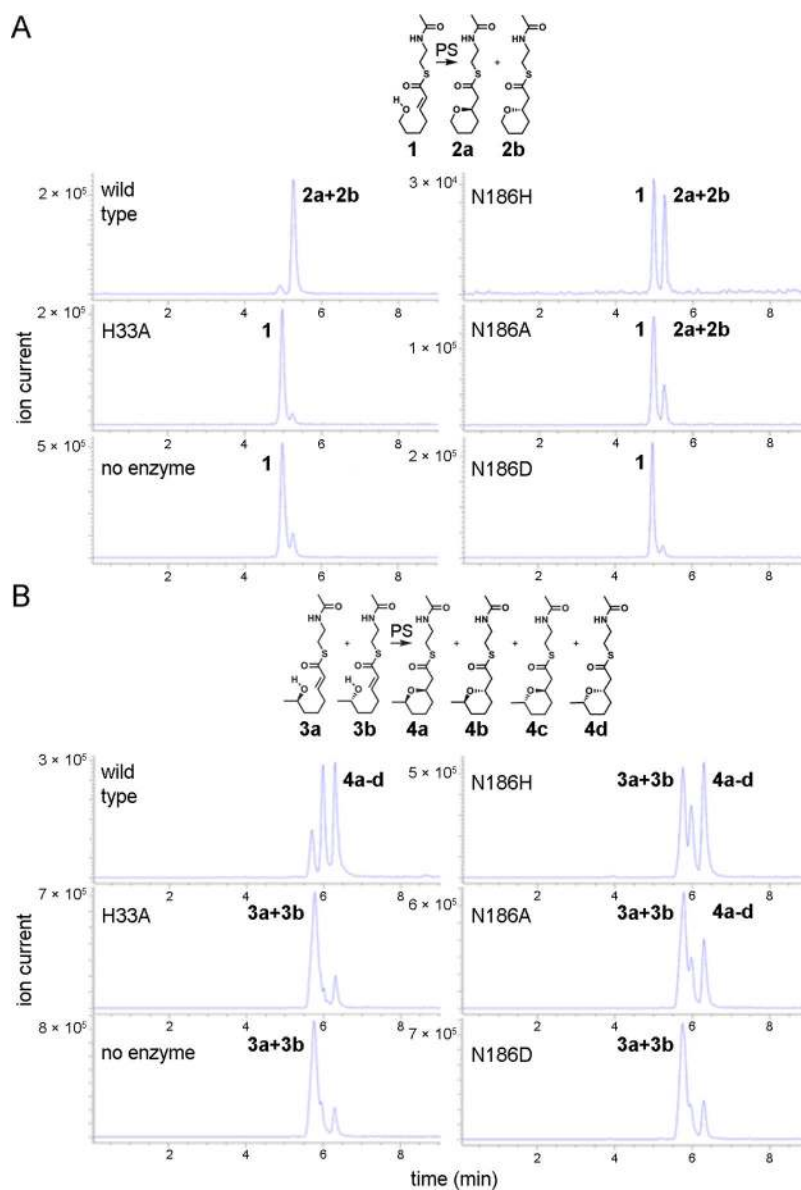 A
PS
+
1 2a 2b
2 × 10⁵
wild type
2a+2b
2 4 6 8
3 × 10⁴
N186H
1
2a+2b
2 4 6 8
2 × 10⁵
H33A
1
2 4 6 8
1 × 10⁵
N186A
1
2a+2b
2 4 6 8
5 × 10⁵
no enzyme
1
2 4 6 8
2 × 10⁵
N186D
1
2 4 6 8
ion current
B
+ PS + + +
3a 3b 4a 4b 4c 4d
3 × 10⁵
wild type
4a-d
2 4 6 8
5 × 10⁵
N186H
3a+3b
4a-d
2 4 6 8
7 × 10⁵
H33A
3a+3b
2 4 6 8
6 × 10⁵
N186A
3a+3b
4a-d
2 4 6 8
8 × 10⁵
no enzyme
3a+3b
2 4 6 8
7 × 10⁵
N186D
3a+3b
2 4 6 8
ion current
time (min)